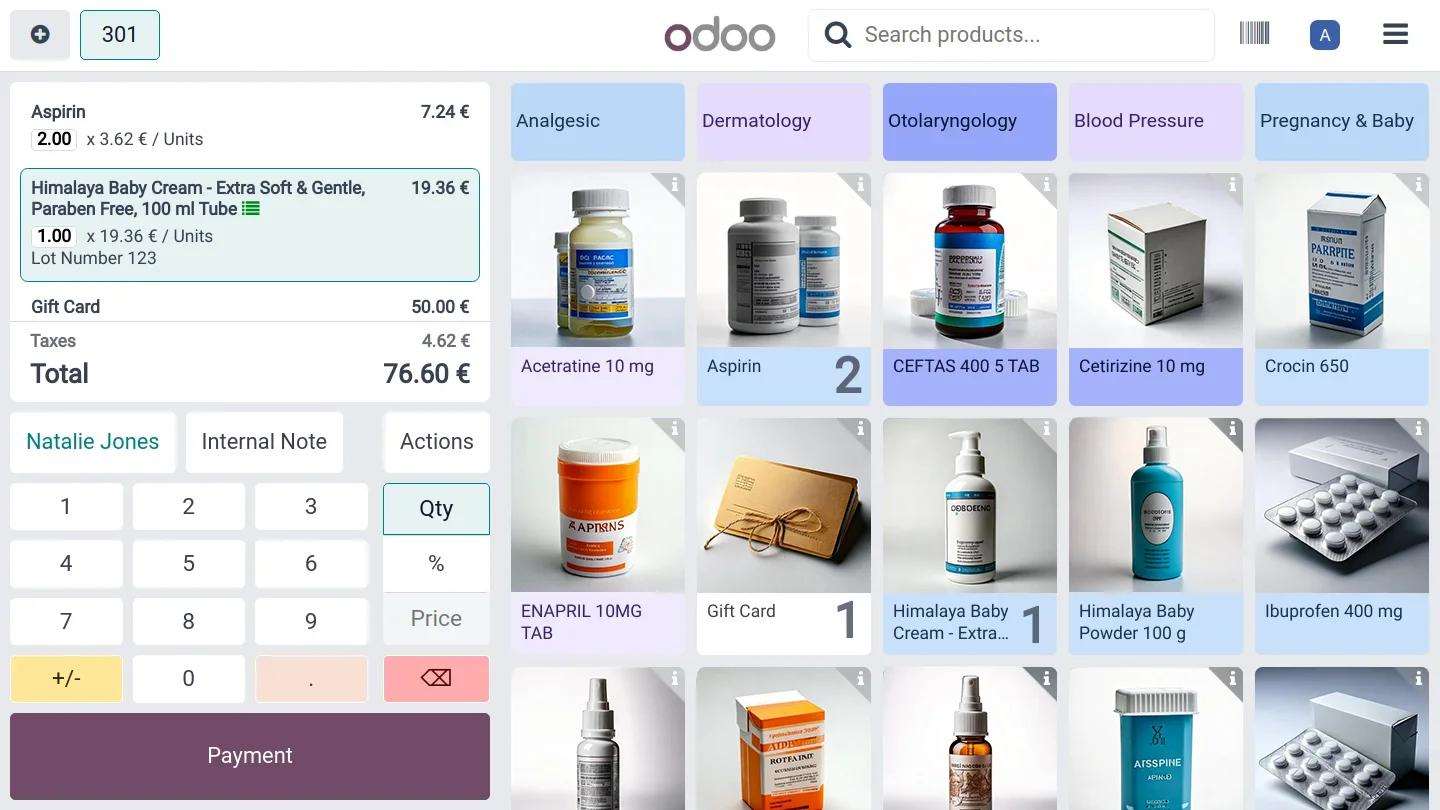 301
odoo
Search products...
A
Aspirin 7.24 €
2.00 x 3.62 € / Units
Himalaya Baby Cream - Extra Soft & Gentle, 19.36 €
Paraben Free, 100 ml Tube
1.00 x 19.36 € / Units
Lot Number 123
Gift Card 50.00 €
Taxes 4.62 €
Total 76.60 €
Natalie Jones
Internal Note
Actions
1 2 3 Qty
4 5 6 %
7 8 9 Price
+/- 0 .
Payment
Analgesic
Dermatology
Otolaryngology
Blood Pressure
Pregnancy & Baby
Acetratine 10 mg
Aspirin
2
CEFTAS 400 5 TAB
Cetirizine 10 mg
Crocin 650
ENAPRIL 10MG
TAB
Gift Card
1
Himalaya Baby
Cream - Extra...
1
Himalaya Baby
Powder 100 g
Ibuprofen 400 mg